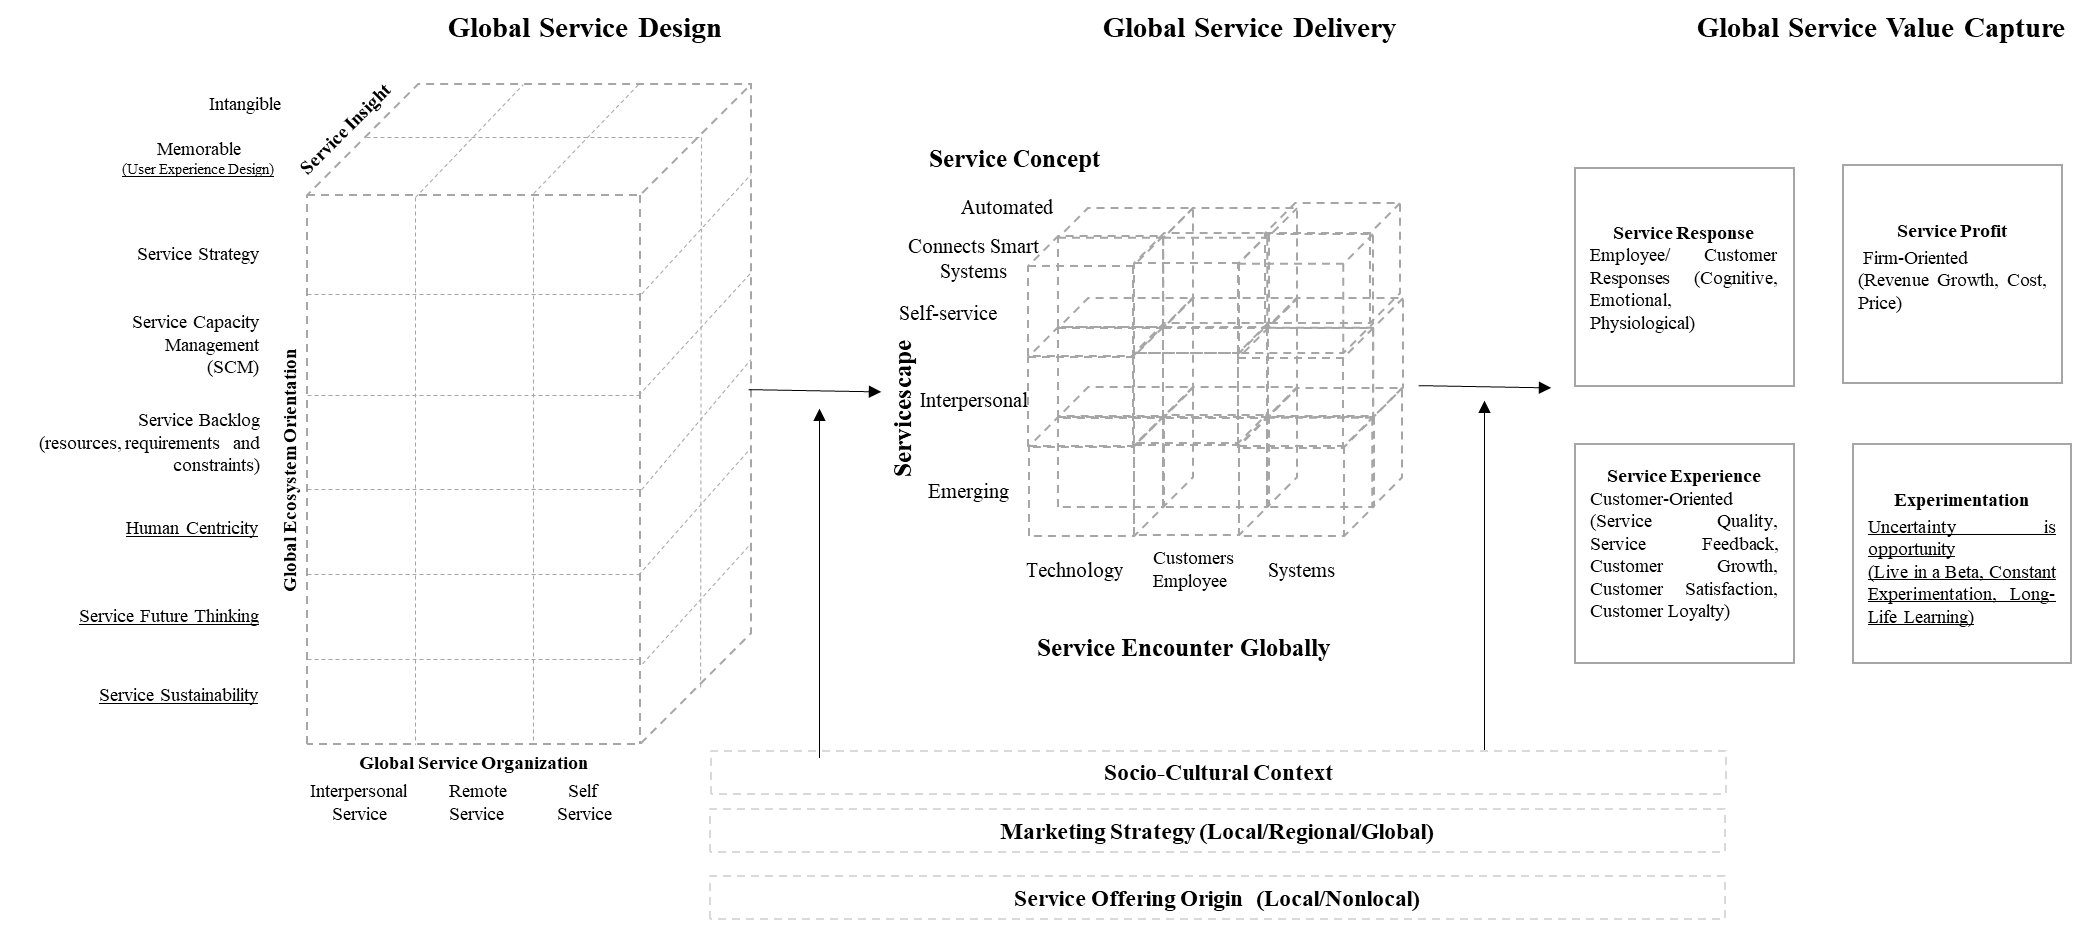 Global Service Design
Global Service Delivery
Global Service Value Capture
Intangible
Memorable
(User Experience Design)
Service Insight
Service Strategy
Service Capacity
Management
(SCM)
Service Backlog
(resources, requirements and
constraints)
Human Centricity
Service Future Thinking
Service Sustainability
Global Ecosystem Orientation
Global Service Organization
Interpersonal
Service
Remote
Service
Self
Service
Service Concept
Automated
Connects Smart
Systems
Self-service
Interpersonal
Emerging
Servicescape
Technology
Customers
Employee
Systems
Service Encounter Globally
Service Response
Employee/ Customer
Responses (Cognitive,
Emotional,
Physiological)
Service Profit
Firm-Oriented
(Revenue Growth, Cost,
Price)
Service Experience
Customer-Oriented
(Service Quality,
Service Feedback,
Customer Growth,
Customer Satisfaction,
Customer Loyalty)
Experimentation
Uncertainty is
opportunity
(Live in a Beta, Constant
Experimentation, Long-
Life Learning)
Socio-Cultural Context
Marketing Strategy (Local/Regional/Global)
Service Offering Origin (Local/Nonlocal)